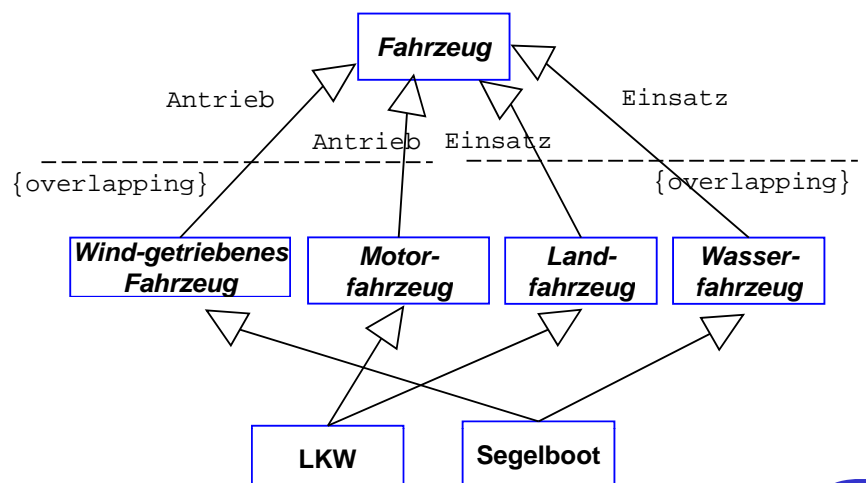 Fahrzeug
Antrieb
Einsatz
Antrieb
Einsatz
{overlapping}
{overlapping}
Wind-getriebenes
Fahrzeug
Motor-
fahrzeug
Land-
fahrzeug
Wasser-
fahrzeug
LKW
Segelboot